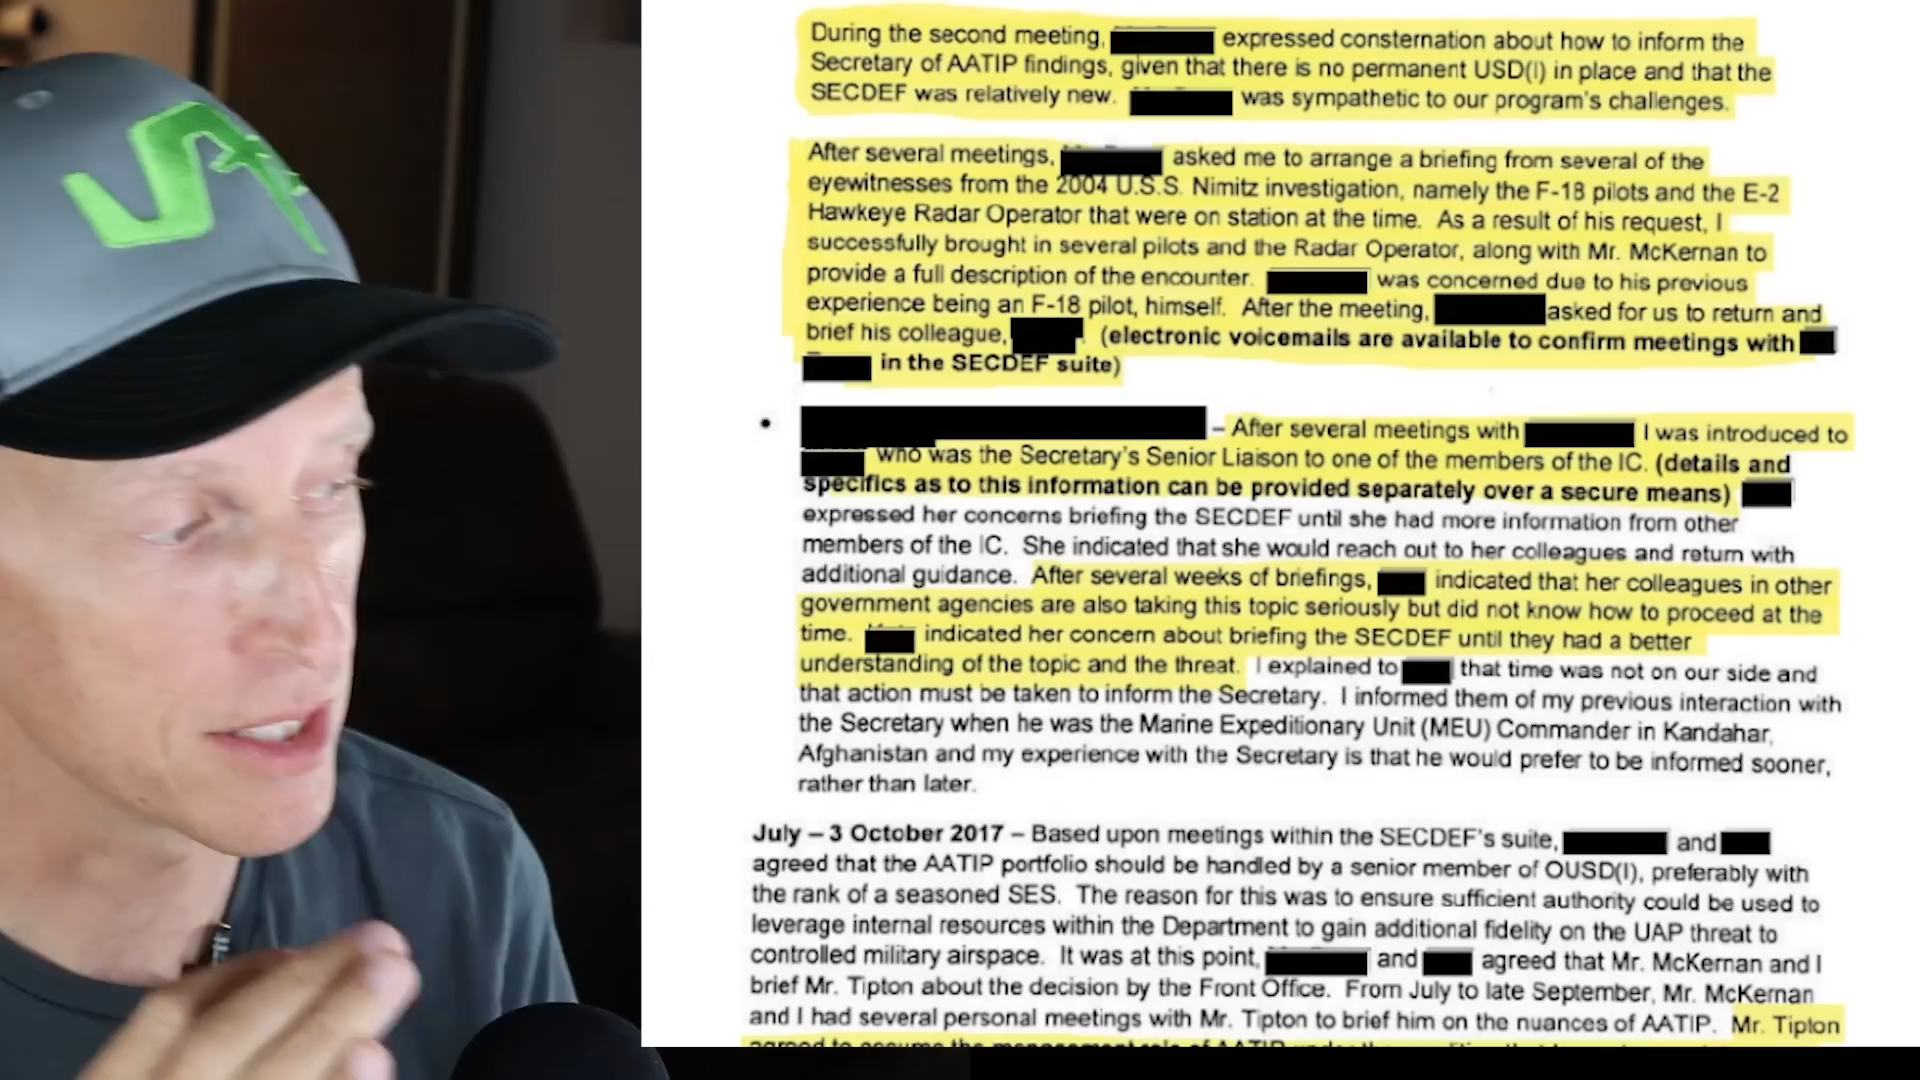 During the second meeting, expressed consternation about how to inform the
Secretary of AATIP findings, given that there is no permanent USD(I) in place and that the
SECDEF was relatively new. was sympathetic to our program's challenges.
After several meetings, asked me to arrange a briefing from several of the
eyewitnesses from the 2004 U.S.S. Nimitz investigation, namely the F-18 pilots and the E-2
Hawkeye Radar Operator that were on station at the time. As a result of his request, I
successfully brought in several pilots and the Radar Operator, along with Mr. McKernan to
provide a full description of the encounter. was concerned due to his previous
experience being an F-18 pilot, himself. After the meeting, asked for us to return and
brief his colleague, (electronic voicemails are available to confirm meetings with
in the SECDEF suite)
• – After several meetings with I was introduced to
who was the Secretary's Senior Liaison to one of the members of the IC. (details and
specifics as to this information can be provided separately over a secure means)
expressed her concerns briefing the SECDEF until she had more information from other
members of the IC. She indicated that she would reach out to her colleagues and return with
additional guidance. After several weeks of briefings, indicated that her colleagues in other
government agencies are also taking this topic seriously but did not know how to proceed at the
time. indicated her concern about briefing the SECDEF until they had a better
understanding of the topic and the threat. I explained to that time was not on our side and
that action must be taken to inform the Secretary. I informed them of my previous interaction with
the Secretary when he was the Marine Expeditionary Unit (MEU) Commander in Kandahar,
Afghanistan and my experience with the Secretary is that he would prefer to be informed sooner,
rather than later.
July – 3 October 2017 – Based upon meetings within the SECDEF's suite, and
agreed that the AATIP portfolio should be handled by a senior member of OUSD(I), preferably with
the rank of a seasoned SES. The reason for this was to ensure sufficient authority could be used to
leverage internal resources within the Department to gain additional fidelity on the UAP threat to
controlled military airspace. It was at this point, and agreed that Mr. McKernan and I
brief Mr. Tipton about the decision by the Front Office. From July to late September, Mr. McKernan
and I had several personal meetings with Mr. Tipton to brief him on the nuances of AATIP. Mr. Tipton
agreed to assume the management role of AATIP under the